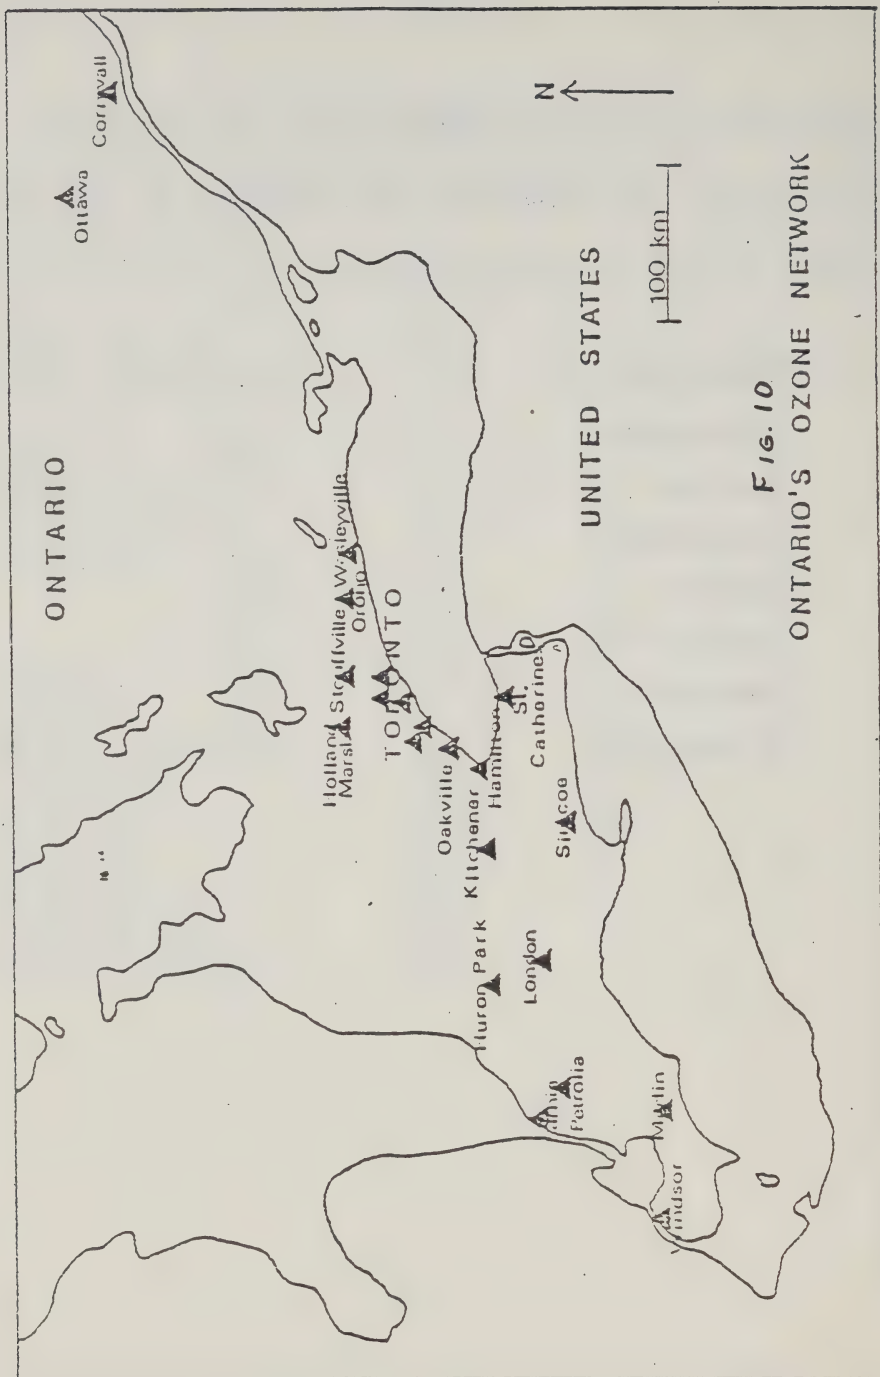 ONTARIO
Ottawa
Cornwall
Holland
Marsh
Stouffville
Orono
Wesleyville
TORONTO
Oakville
Hamilton
Kitchener
St.
Catharines
Simcoe
Huron Park
London
Petrolia
Merlin
Windsor
UNITED STATES
N
100 km
FIG. 10
ONTARIO'S OZONE NETWORK